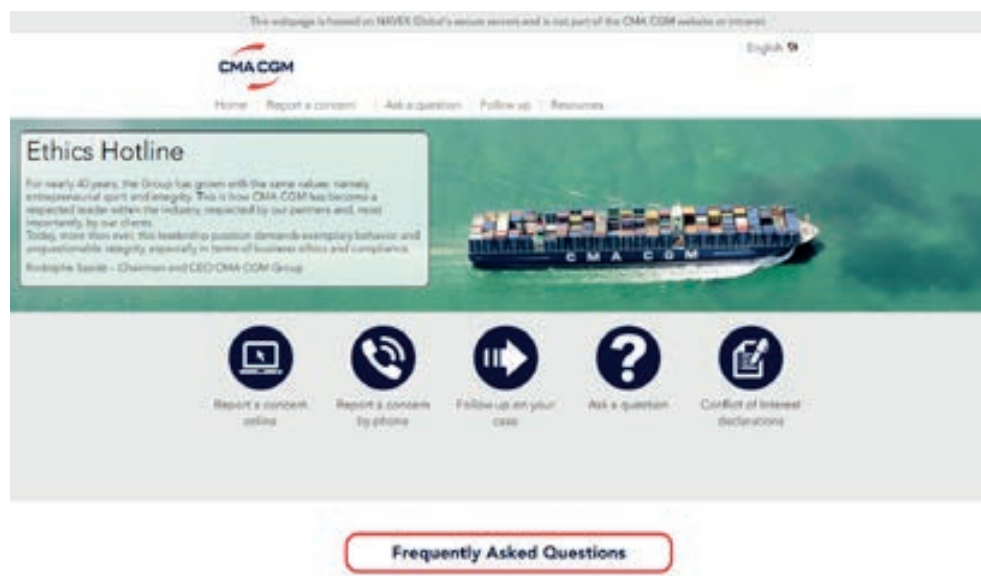 This webpage is hosted on NAVEX Global's secure servers and is not part of the CMA CGM website or intranet.
English
CMA CGM
Home | Report a concern | Ask a question | Follow up | Resources
Ethics Hotline
For nearly 40 years, the Group has grown with the same values: namely
entrepreneurial spirit and integrity. This is how CMA CGM has become a
respected leader within the industry, respected by our partners and, most
importantly, by our clients.
Today, more than ever, this leadership position demands exemplary behavior and
unquestionable integrity, especially in terms of business ethics and compliance.
Rodolphe Saadé – Chairman and CEO CMA CGM Group
CMA CGM
Report a concern
online
Report a concern
by phone
Follow up on your
case
Ask a question
Conflict of Interest
declarations
Frequently Asked Questions